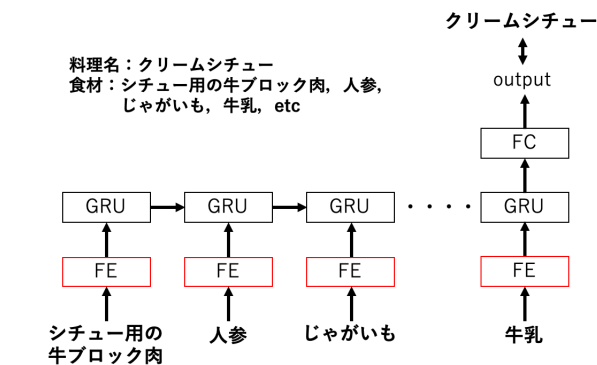 クリームシチュー
料理名：クリームシチュー
食材：シチュー用の牛ブロック肉，人参，
じゃがいも，牛乳，etc
output
FC
GRU
GRU
GRU
・・・・
GRU
FE
FE
FE
FE
シチュー用の
牛ブロック肉
人参
じゃがいも
牛乳